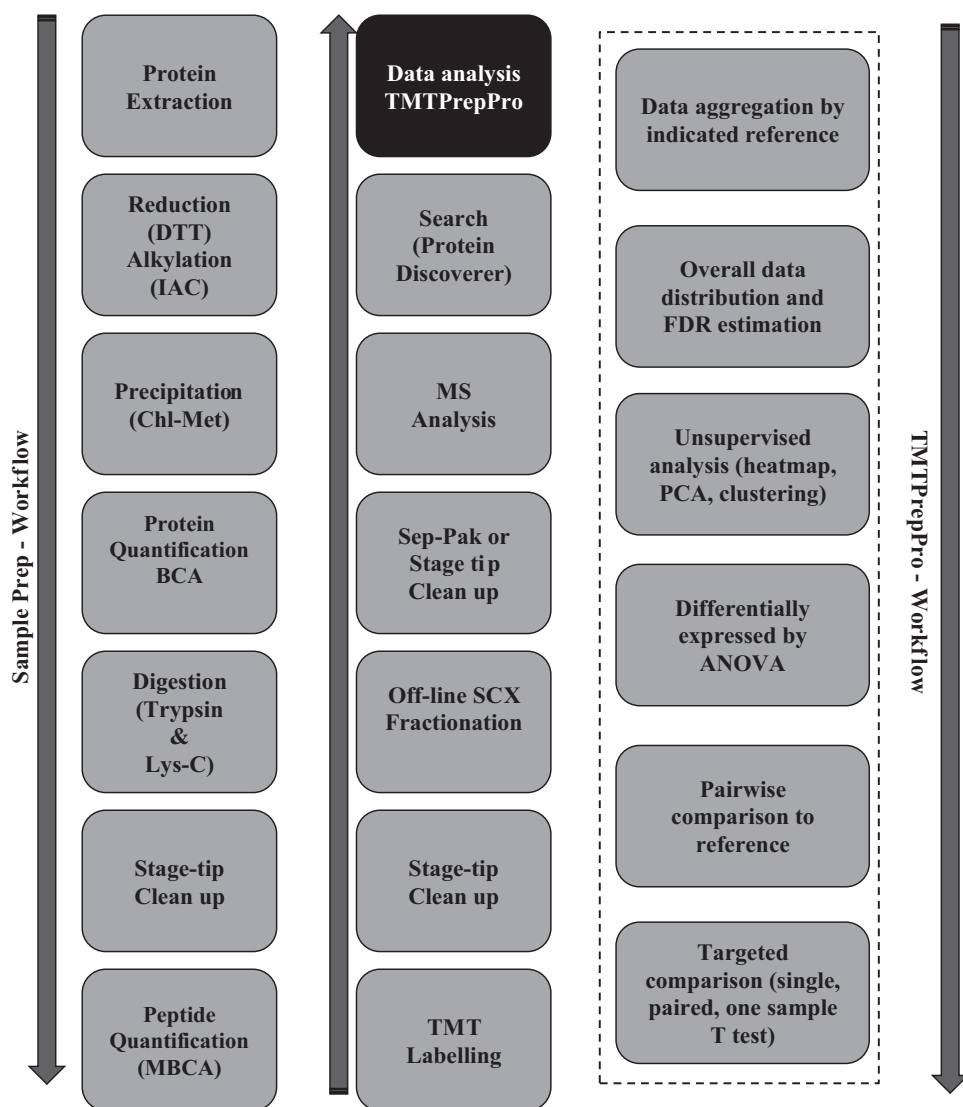 Sample Prep - Workflow
Protein
Extraction
Reduction
(DTT)
Alkylation
(IAC)
Precipitation
(Chl-Met)
Protein
Quantification
BCA
Digestion
(Trypsin
&
Lys-C)
Stage-tip
Clean up
Peptide
Quantification
(MBCA)
Data analysis
TMTPrepPro
Search
(Protein
Discoverer)
MS
Analysis
Sep-Pak or
Stage tip
Clean up
Off-line SCX
Fractionation
Stage-tip
Clean up
TMT
Labelling
Data aggregation by
indicated reference
Overall data
distribution and
FDR estimation
Unsupervised
analysis (heatmap,
PCA, clustering)
Differentially
expressed by
ANOVA
Pairwise
comparison to
reference
Targeted
comparison (single,
paired, one sample
T test)
TMTPrepPro - Workflow